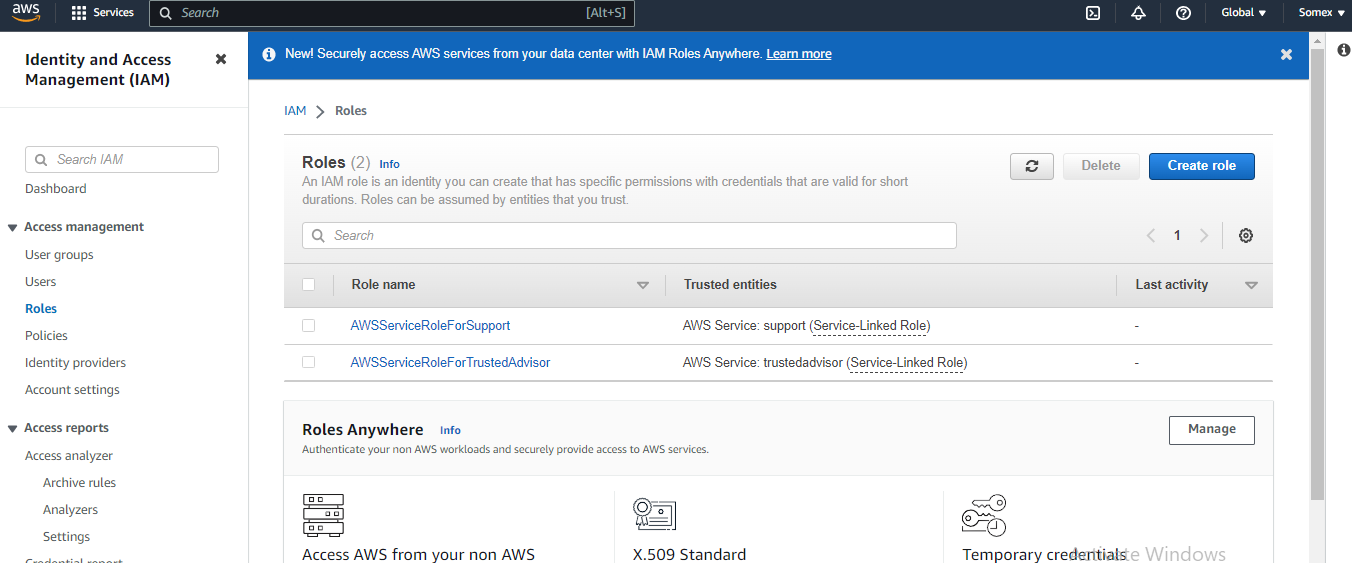 aws Services Search [Alt+S] Global Somex
Identity and Access
Management (IAM)
Search IAM
Dashboard
Access management
User groups
Users
Roles
Policies
Identity providers
Account settings
Access reports
Access analyzer
Archive rules
Analyzers
Settings
Credential report
New! Securely access AWS services from your data center with IAM Roles Anywhere. Learn more
IAM Roles
Roles (2) Info
An IAM role is an identity you can create that has specific permissions with credentials that are valid for short
durations. Roles can be assumed by entities that you trust.
Delete Create role
Search
1
Role name Trusted entities Last activity
AWSServiceRoleForSupport AWS Service: support (Service-Linked Role) -
AWSServiceRoleForTrustedAdvisor AWS Service: trustedadvisor (Service-Linked Role) -
Roles Anywhere Info
Authenticate your non AWS workloads and securely provide access to AWS services.
Manage
Access AWS from your non AWS X.509 Standard Temporary credentials
Activate Windows